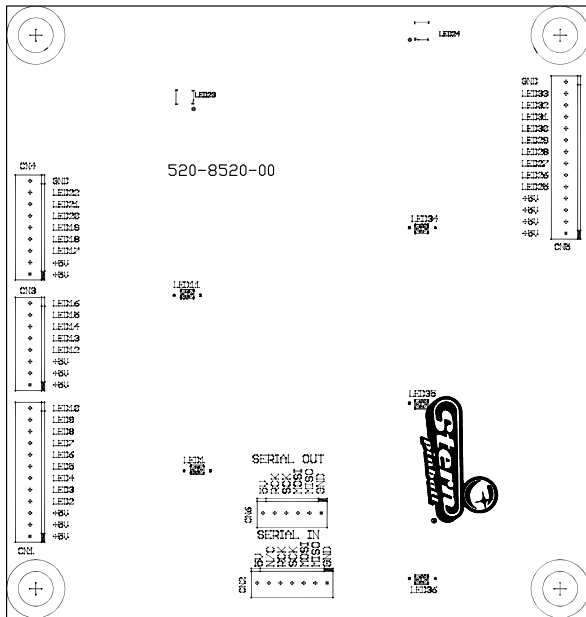 LED24
LED23
520-8520-00
GND
LED33
LED32
LED31
LED30
LED29
LED28
LED27
LED26
LED25
+5V
+5V
+5V
+5V
CN5
CN4
GND
LED22
LED21
LED20
LED19
LED18
LED17
+5V
+5V
LED34
LED11
CN3
LED16
LED15
LED14
LED13
LED12
+5V
+5V
+5V
LED35
LED10
LED9
LED8
LED7
LED6
LED5
LED4
LED3
LED2
+5V
+5V
+5V
CN1
LED1
Stern
pinball
®
SERIAL OUT
5V
RCK
SCK
MOSI
MISO
GND
CN6
SERIAL IN
5V
N/C
RCK
SCK
MOSI
MISO
GND
CN2
LED36